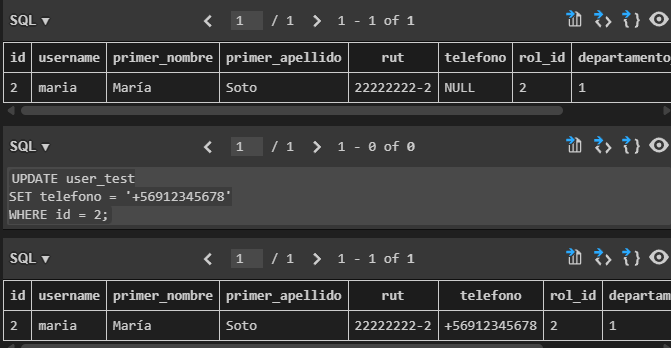 SQL ▼ 1 / 1 1 - 1 of 1
id username primer_nombre primer_apellido rut telefono rol_id departamento_
2 maria María Soto 22222222-2 NULL 2 1
SQL ▼ 1 / 1 1 - 0 of 0
UPDATE user_test
SET telefono = '+56912345678'
WHERE id = 2;
SQL ▼ 1 / 1 1 - 1 of 1
id username primer_nombre primer_apellido rut telefono rol_id departam
2 maria María Soto 22222222-2 +56912345678 2 1